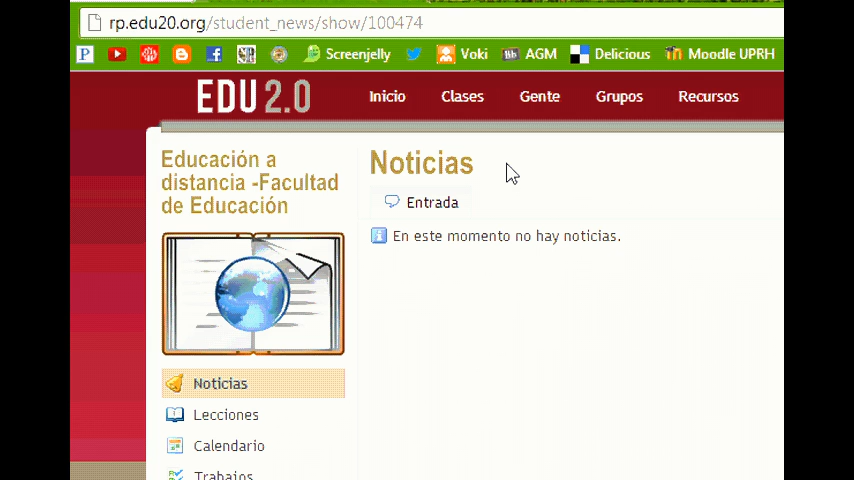 rp.edu20.org/student_news/show/100474
P Screenjelly Voki Bb AGM Delicious Moodle UPRH
EDU 2.0 Inicio Clases Gente Grupos Recursos
Educación a
distancia -Facultad
de Educación
Noticias
Entrada
En este momento no hay noticias.
Noticias
Lecciones
Calendario
Trabajos